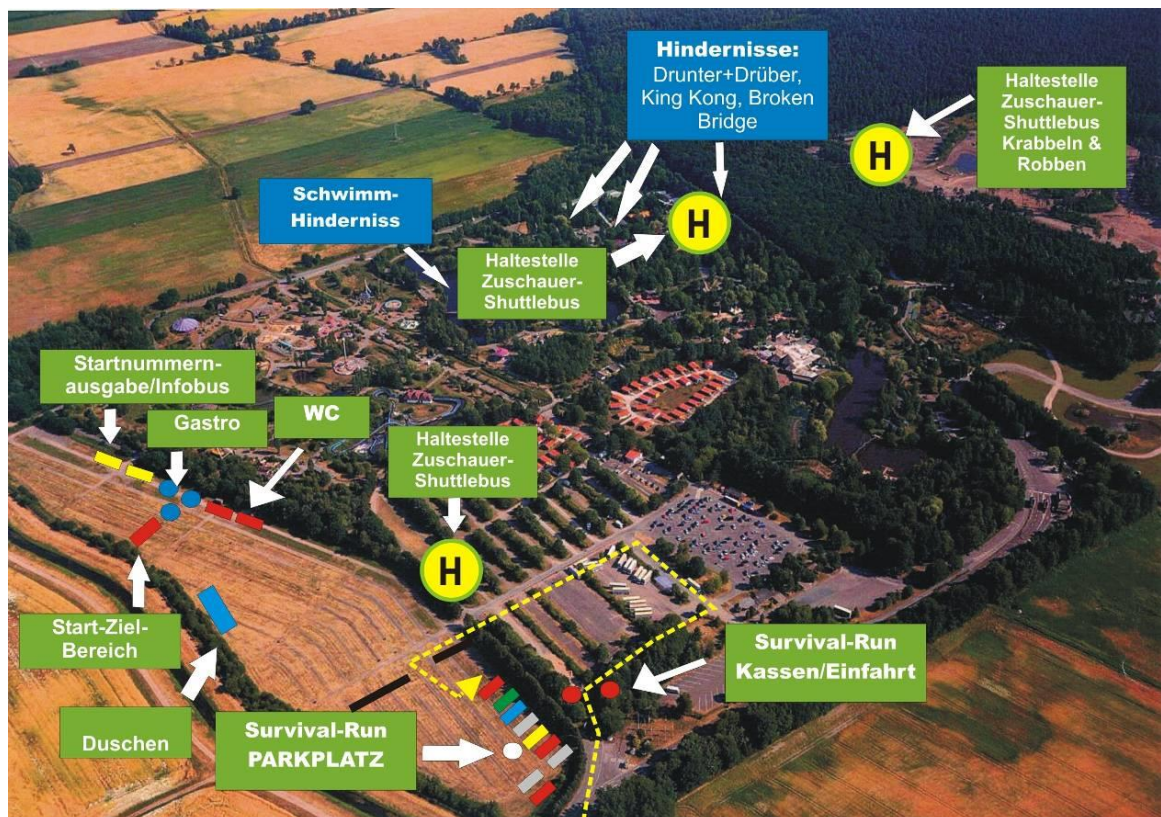 Hindernisse:
Drunter+Drüber,
King Kong, Broken
Bridge
Haltestelle
Zuschauer-
Shuttlebus
Krabbeln &
Robben
H
Schwimm-
Hinderniss
H
Haltestelle
Zuschauer-
Shuttlebus
Startnummern-
ausgabe/Infobus
Gastro
WC
Haltestelle
Zuschauer-
Shuttlebus
H
Start-Ziel-
Bereich
Survival-Run
Kassen/Einfahrt
Duschen
Survival-Run
PARKPLATZ